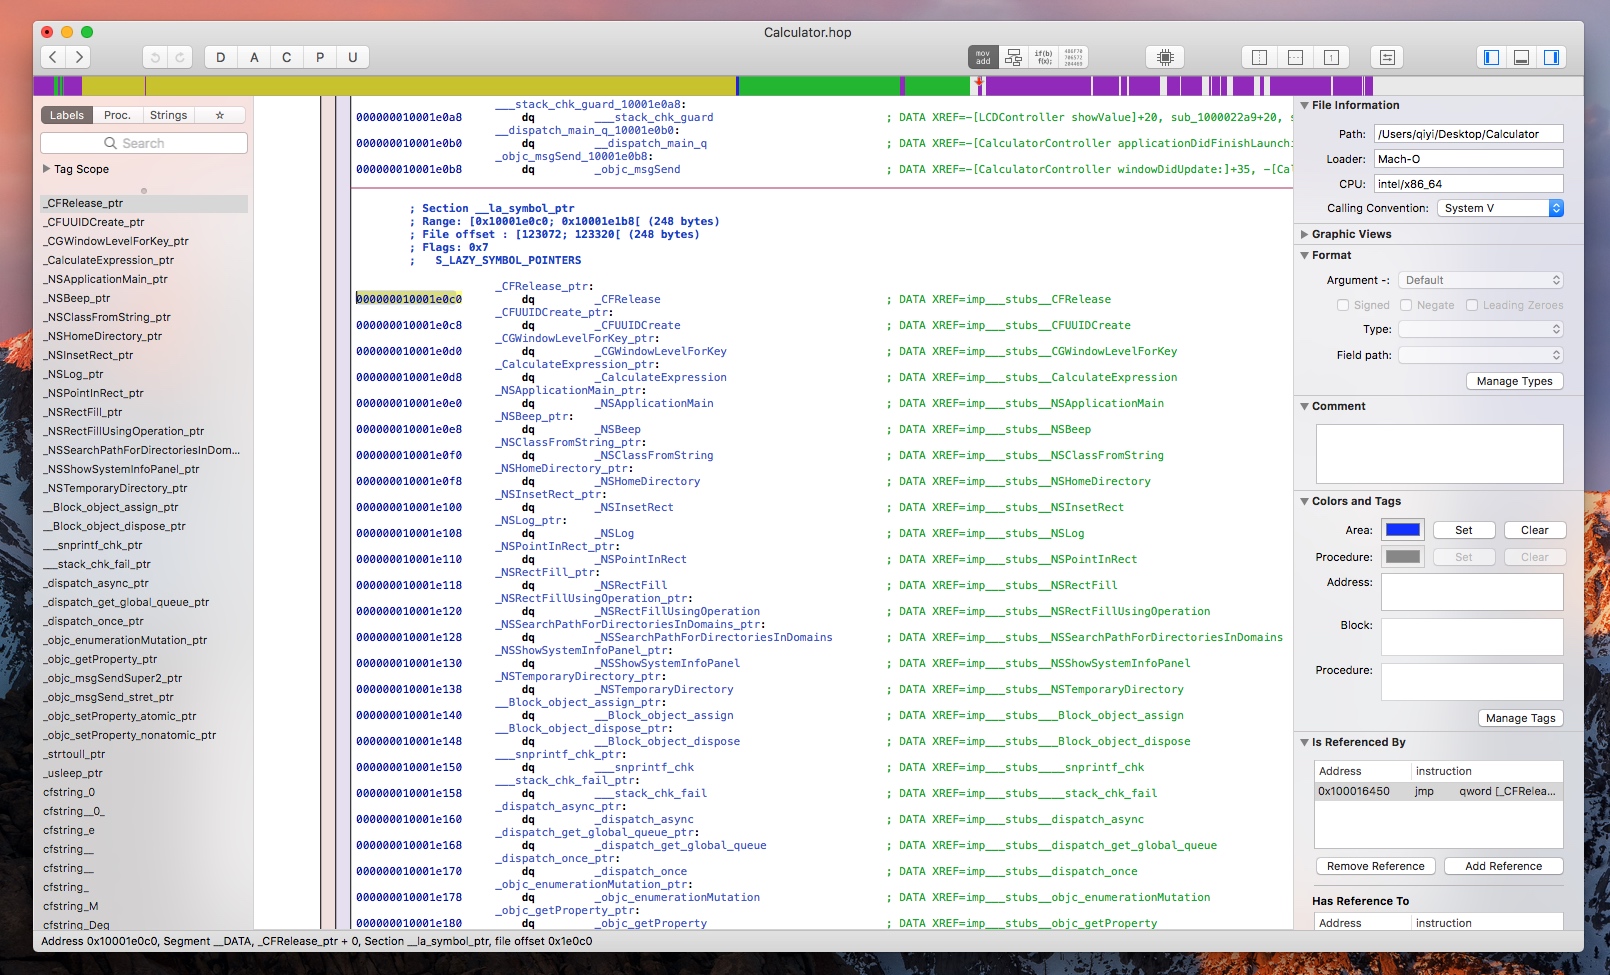 Calculator.hop
D A C P U
mov add
if(b) f(x);
Labels Proc. Strings ☆
Search
Tag Scope
_CFRelease_ptr
_CFUUIDCreate_ptr
_CGWindowLevelForKey_ptr
_CalculateExpression_ptr
_NSApplicationMain_ptr
_NSBeep_ptr
_NSClassFromString_ptr
_NSHomeDirectory_ptr
_NSInsetRect_ptr
_NSLog_ptr
_NSPointInRect_ptr
_NSRectFill_ptr
_NSRectFillUsingOperation_ptr
_NSSearchPathForDirectoriesInDom...
_NSShowSystemInfoPanel_ptr
_NSTemporaryDirectory_ptr
__Block_object_assign_ptr
__Block_object_dispose_ptr
___snprintf_chk_ptr
___stack_chk_fail_ptr
_dispatch_async_ptr
_dispatch_get_global_queue_ptr
_dispatch_once_ptr
_objc_enumerationMutation_ptr
_objc_getProperty_ptr
_objc_msgSendSuper2_ptr
_objc_msgSend_stret_ptr
_objc_setProperty_atomic_ptr
_objc_setProperty_nonatomic_ptr
_strtoull_ptr
_usleep_ptr
cfstring_0
cfstring__0_
cfstring_e
cfstring__
cfstring__
cfstring_
cfstring_M
cfstring_Deg
___stack_chk_guard_10001e0a8:
000000010001e0a8 dq ___stack_chk_guard ; DATA XREF=-[LCDController showValue]+20, sub_1000022a9+20, s
__dispatch_main_q_10001e0b0:
000000010001e0b0 dq __dispatch_main_q ; DATA XREF=-[CalculatorController applicationDidFinishLaunchi
_objc_msgSend_10001e0b8:
000000010001e0b8 dq _objc_msgSend ; DATA XREF=-[CalculatorController windowDidUpdate:]+35, -[Cal
; Section __la_symbol_ptr
; Range: [0x10001e0c0; 0x10001e1b8[ (248 bytes)
; File offset : [123072; 123320[ (248 bytes)
; Flags: 0x7
; S_LAZY_SYMBOL_POINTERS
_CFRelease_ptr:
000000010001e0c0 dq _CFRelease ; DATA XREF=imp___stubs__CFRelease
_CFUUIDCreate_ptr:
000000010001e0c8 dq _CFUUIDCreate ; DATA XREF=imp___stubs__CFUUIDCreate
_CGWindowLevelForKey_ptr:
000000010001e0d0 dq _CGWindowLevelForKey ; DATA XREF=imp___stubs__CGWindowLevelForKey
_CalculateExpression_ptr:
000000010001e0d8 dq _CalculateExpression ; DATA XREF=imp___stubs__CalculateExpression
_NSApplicationMain_ptr:
000000010001e0e0 dq _NSApplicationMain ; DATA XREF=imp___stubs__NSApplicationMain
_NSBeep_ptr:
000000010001e0e8 dq _NSBeep ; DATA XREF=imp___stubs__NSBeep
_NSClassFromString_ptr:
000000010001e0f0 dq _NSClassFromString ; DATA XREF=imp___stubs__NSClassFromString
_NSHomeDirectory_ptr:
000000010001e0f8 dq _NSHomeDirectory ; DATA XREF=imp___stubs__NSHomeDirectory
_NSInsetRect_ptr:
000000010001e100 dq _NSInsetRect ; DATA XREF=imp___stubs__NSInsetRect
_NSLog_ptr:
000000010001e108 dq _NSLog ; DATA XREF=imp___stubs__NSLog
_NSPointInRect_ptr:
000000010001e110 dq _NSPointInRect ; DATA XREF=imp___stubs__NSPointInRect
_NSRectFill_ptr:
000000010001e118 dq _NSRectFill ; DATA XREF=imp___stubs__NSRectFill
_NSRectFillUsingOperation_ptr:
000000010001e120 dq _NSRectFillUsingOperation ; DATA XREF=imp___stubs__NSRectFillUsingOperation
_NSSearchPathForDirectoriesInDomains_ptr:
000000010001e128 dq _NSSearchPathForDirectoriesInDomains ; DATA XREF=imp___stubs__NSSearchPathForDirectoriesInDomains
_NSShowSystemInfoPanel_ptr:
000000010001e130 dq _NSShowSystemInfoPanel ; DATA XREF=imp___stubs__NSShowSystemInfoPanel
_NSTemporaryDirectory_ptr:
000000010001e138 dq _NSTemporaryDirectory ; DATA XREF=imp___stubs__NSTemporaryDirectory
__Block_object_assign_ptr:
000000010001e140 dq __Block_object_assign ; DATA XREF=imp___stubs___Block_object_assign
__Block_object_dispose_ptr:
000000010001e148 dq __Block_object_dispose ; DATA XREF=imp___stubs___Block_object_dispose
___snprintf_chk_ptr:
000000010001e150 dq ___snprintf_chk ; DATA XREF=imp___stubs____snprintf_chk
___stack_chk_fail_ptr:
000000010001e158 dq ___stack_chk_fail ; DATA XREF=imp___stubs____stack_chk_fail
_dispatch_async_ptr:
000000010001e160 dq _dispatch_async ; DATA XREF=imp___stubs__dispatch_async
_dispatch_get_global_queue_ptr:
000000010001e168 dq _dispatch_get_global_queue ; DATA XREF=imp___stubs__dispatch_get_global_queue
_dispatch_once_ptr:
000000010001e170 dq _dispatch_once ; DATA XREF=imp___stubs__dispatch_once
_objc_enumerationMutation_ptr:
000000010001e178 dq _objc_enumerationMutation ; DATA XREF=imp___stubs__objc_enumerationMutation
_objc_getProperty_ptr:
000000010001e180 dq _objc_getProperty ; DATA XREF=imp___stubs__objc_getProperty
File Information
Path: /Users/qiyi/Desktop/Calculator
Loader: Mach-O
CPU: intel/x86_64
Calling Convention: System V
Graphic Views
Format
Argument -: Default
Signed Negate Leading Zeroes
Type:
Field path:
Manage Types
Comment
Colors and Tags
Area: Set Clear
Procedure: Set Clear
Address:
Block:
Procedure:
Manage Tags
Is Referenced By
Address instruction
0x100016450 jmp qword [_CFRelea...
Remove Reference Add Reference
Has Reference To
Address instruction
Address 0x10001e0c0, Segment __DATA, _CFRelease_ptr + 0, Section __la_symbol_ptr, file offset 0x1e0c0